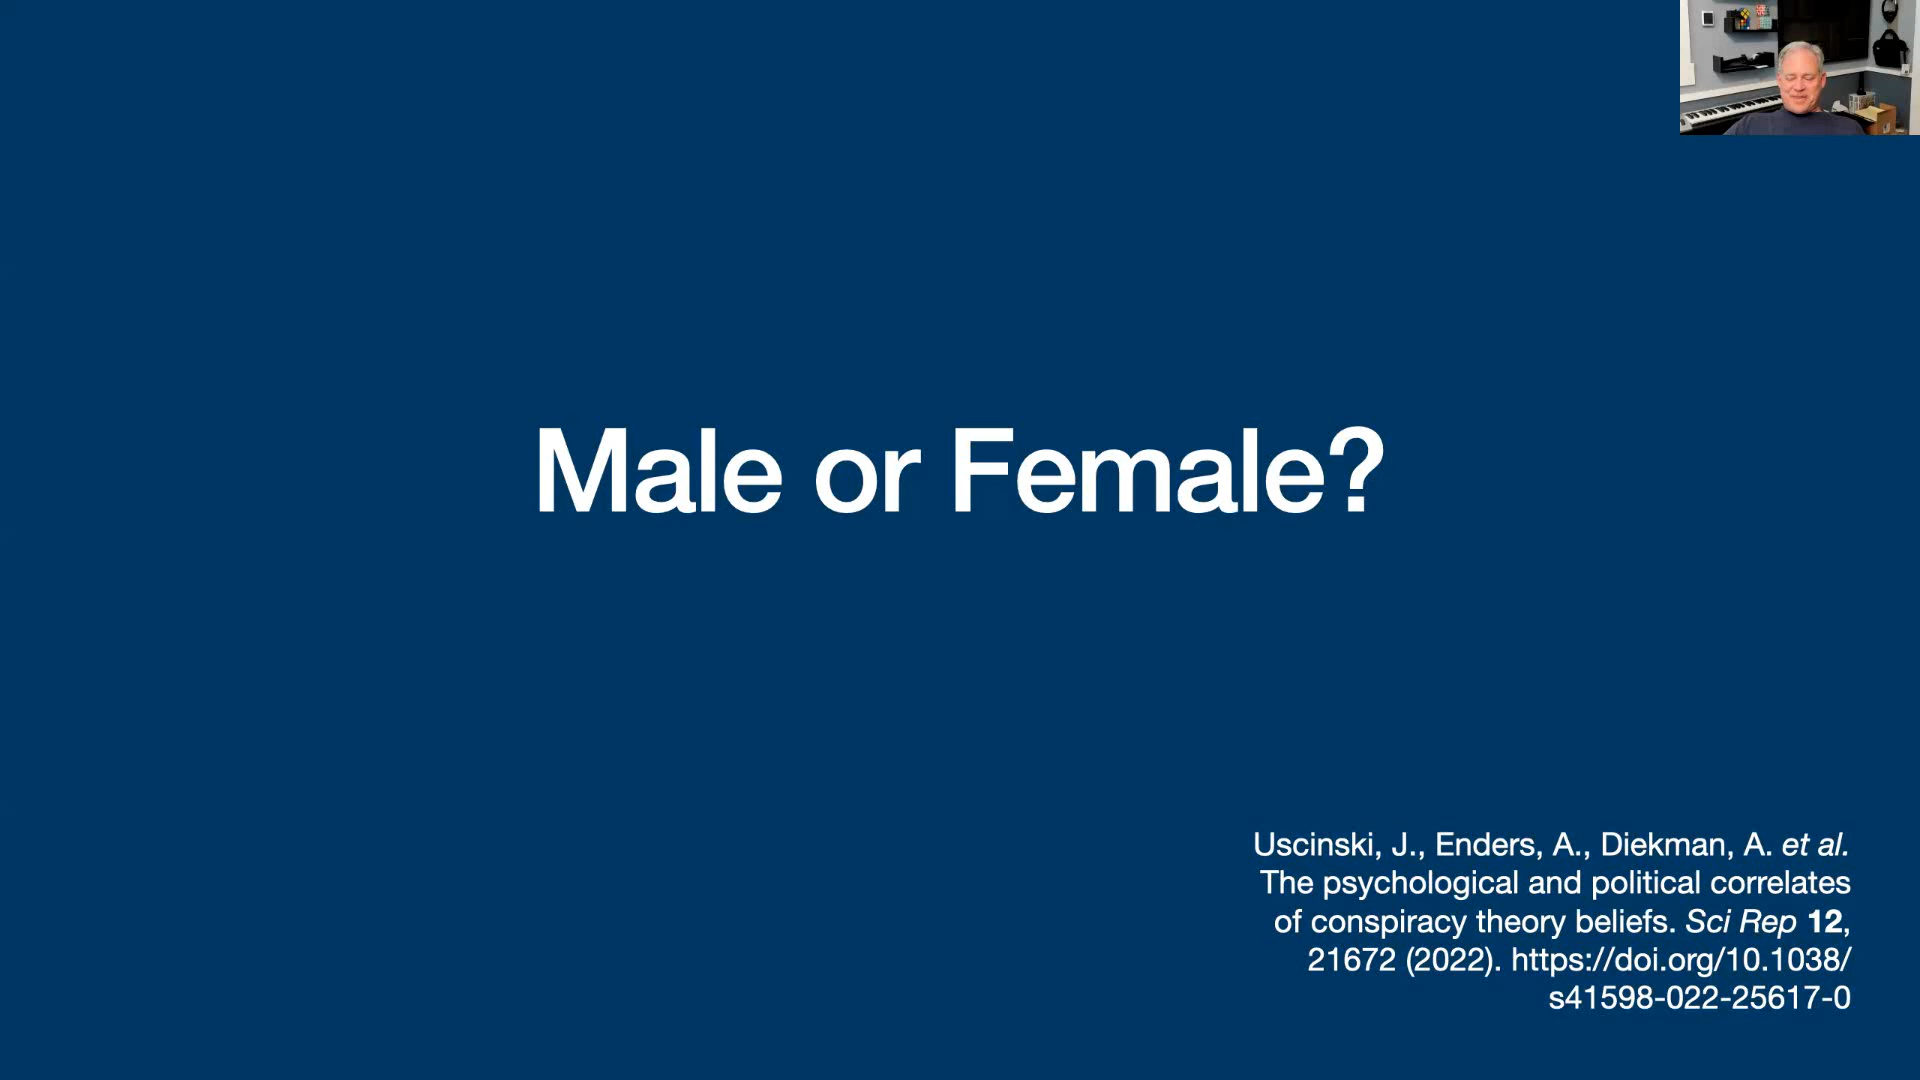 Male or Female?
Uscinski, J., Enders, A., Diekman, A. et al.
The psychological and political correlates
of conspiracy theory beliefs. Sci Rep 12,
21672 (2022). https://doi.org/10.1038/
s41598-022-25617-0